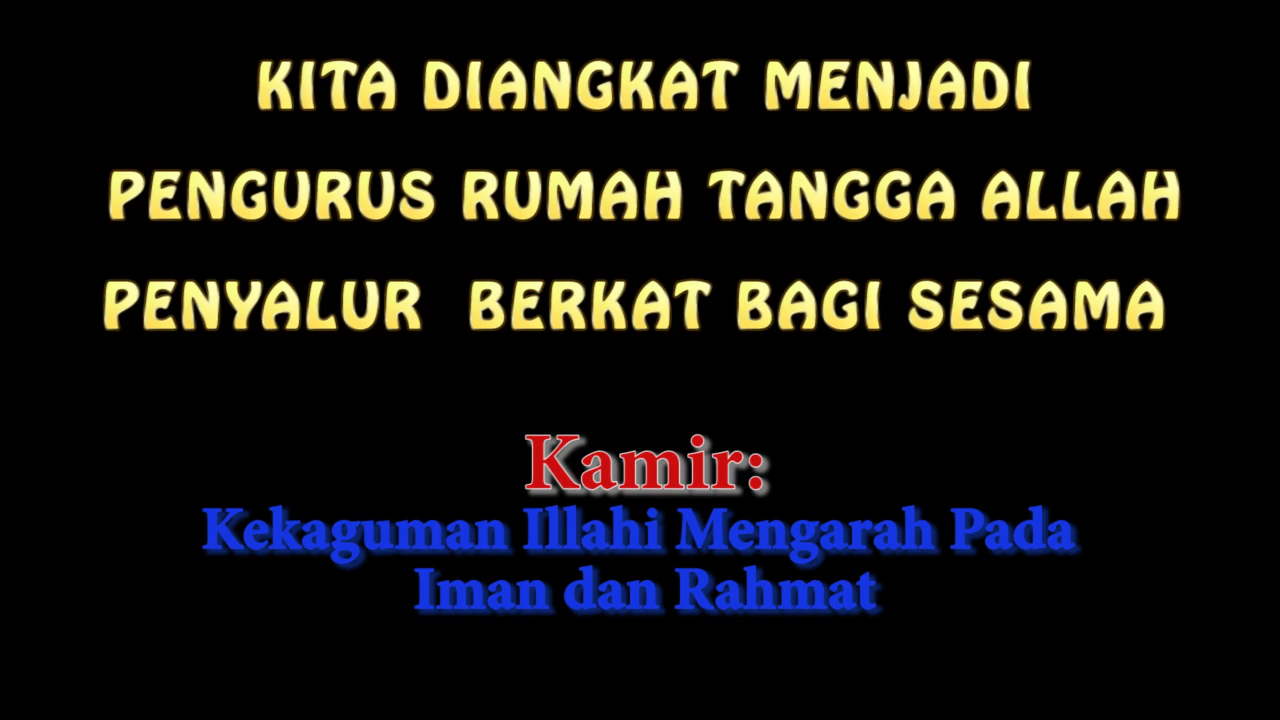 KITA DIANGKAT MENJADI
PENGURUS RUMAH TANGGA ALLAH
PENYALUR BERKAT BAGI SESAMA
Kamir:
Kekaguman Illahi Mengarah Pada
Iman dan Rahmat